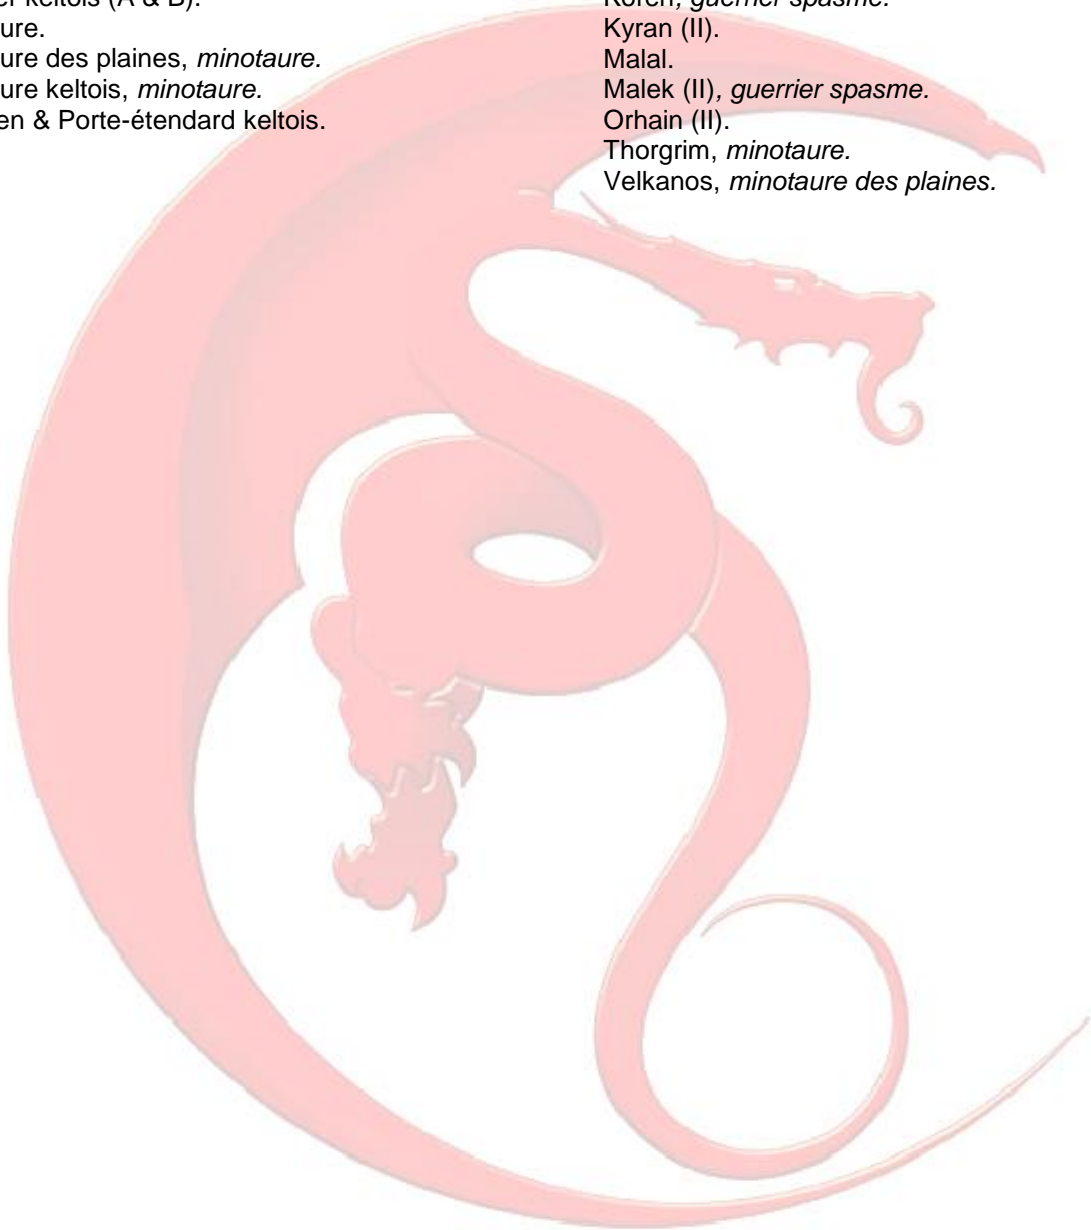 er keltois (A & B).
ure.
ure des plaines, minotaure.
ure keltois, minotaure.
en & Porte-étendard keltois.
Koren, guerrier spasme.
Kyran (II).
Malal.
Malek (II), guerrier spasme.
Orhain (II).
Thorgrim, minotaure.
Velkanos, minotaure des plaines.